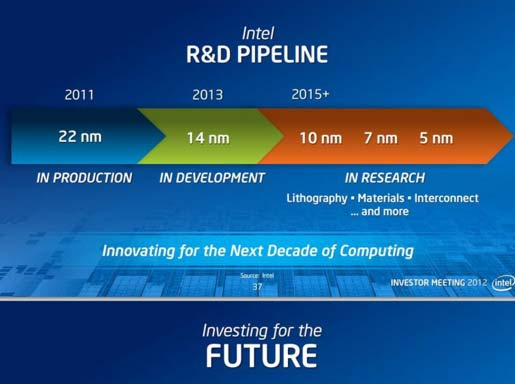 Intel
R&D PIPELINE
2011 2013 2015+
22 nm 14 nm 10 nm 7 nm 5 nm
IN PRODUCTION IN DEVELOPMENT IN RESEARCH
Lithography ▪ Materials ▪ Interconnect
... and more
Innovating for the Next Decade of Computing
Source: Intel
37
INVESTOR MEETING 2012 intel
Investing for the
FUTURE